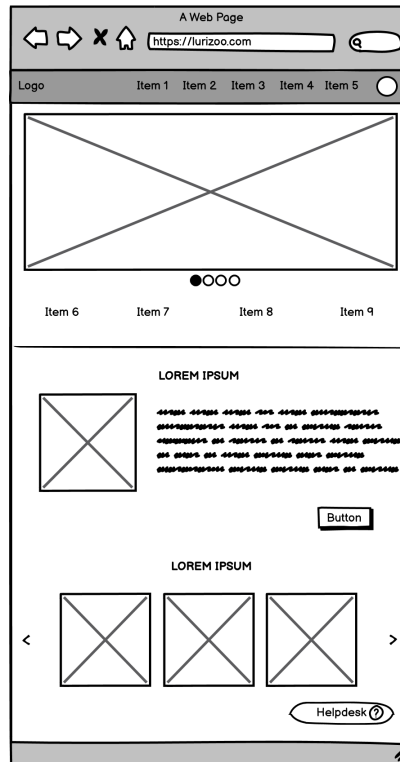 A Web Page
https://lurizoo.com
Logo Item 1 Item 2 Item 3 Item 4 Item 5
Item 6 Item 7 Item 8 Item 9
LOREM IPSUM
Button
LOREM IPSUM
< >
Helpdesk ?